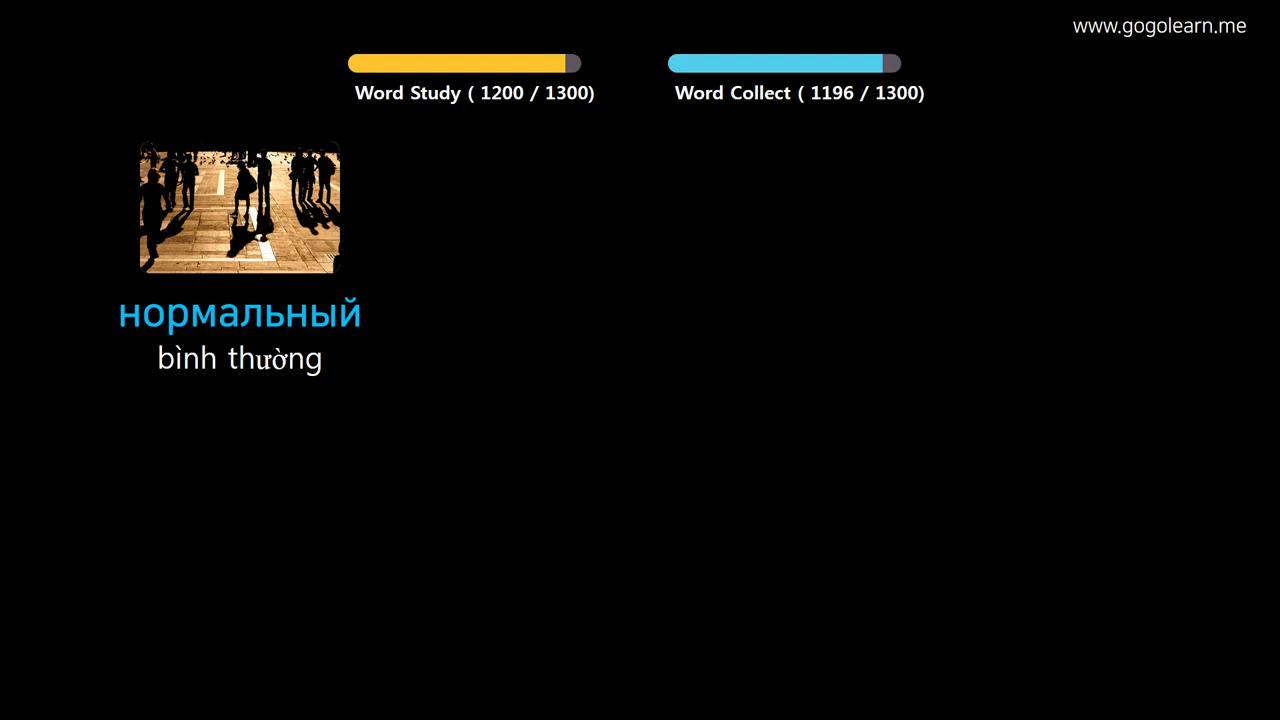 www.gogolearn.me
Word Study ( 1200 / 1300)
Word Collect ( 1196 / 1300)
нормальный
bình thường